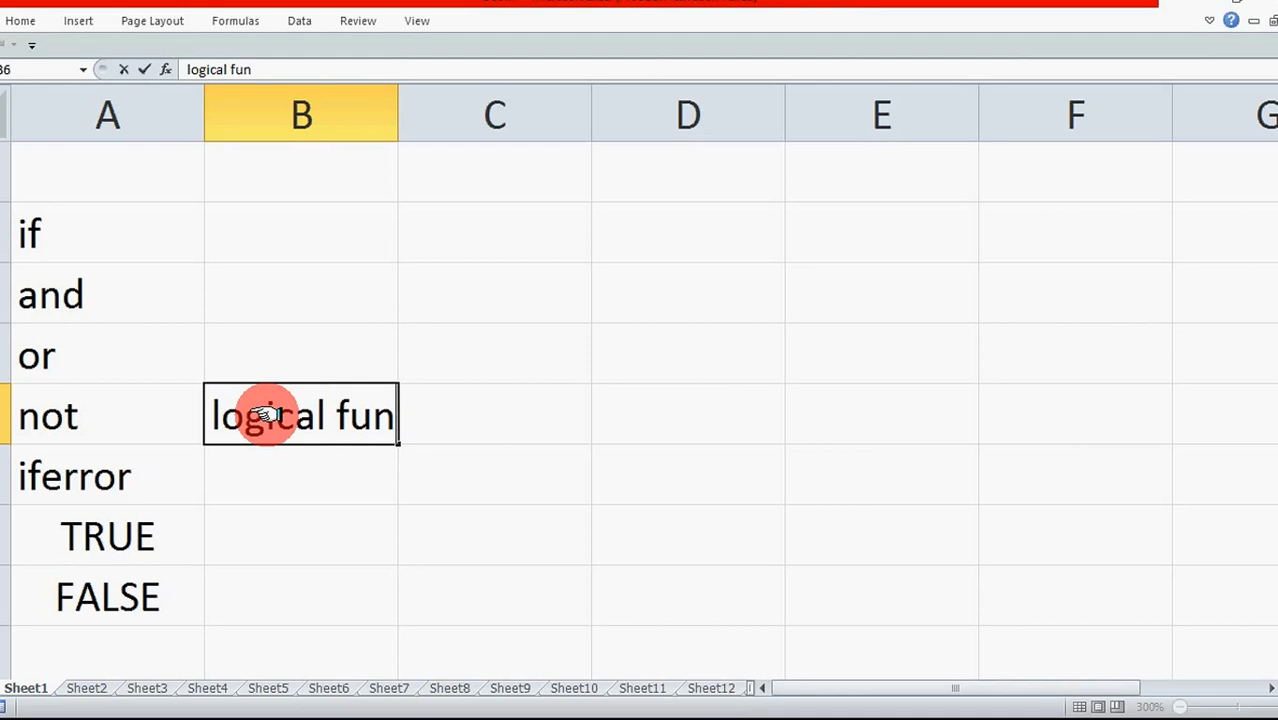 Home Insert Page Layout Formulas Data Review View
logical fun
A B C D E F G
if
and
or
not logical fun
iferror
TRUE
FALSE
Sheet1 Sheet2 Sheet3 Sheet4 Sheet5 Sheet6 Sheet7 Sheet8 Sheet9 Sheet10 Sheet11 Sheet12
300%